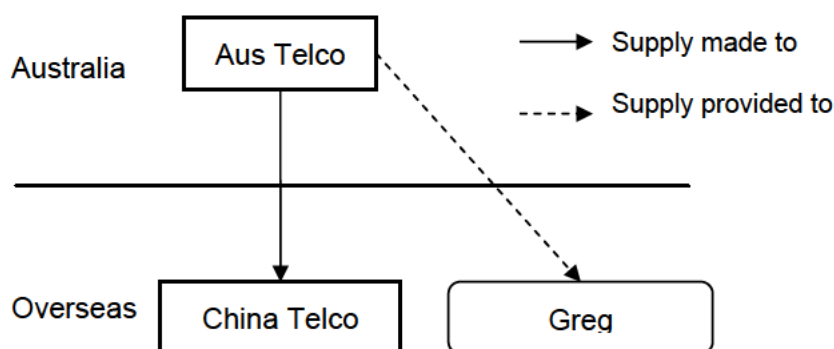 Australia
Aus Telco
Supply made to
Supply provided to
Overseas
China Telco
Greg